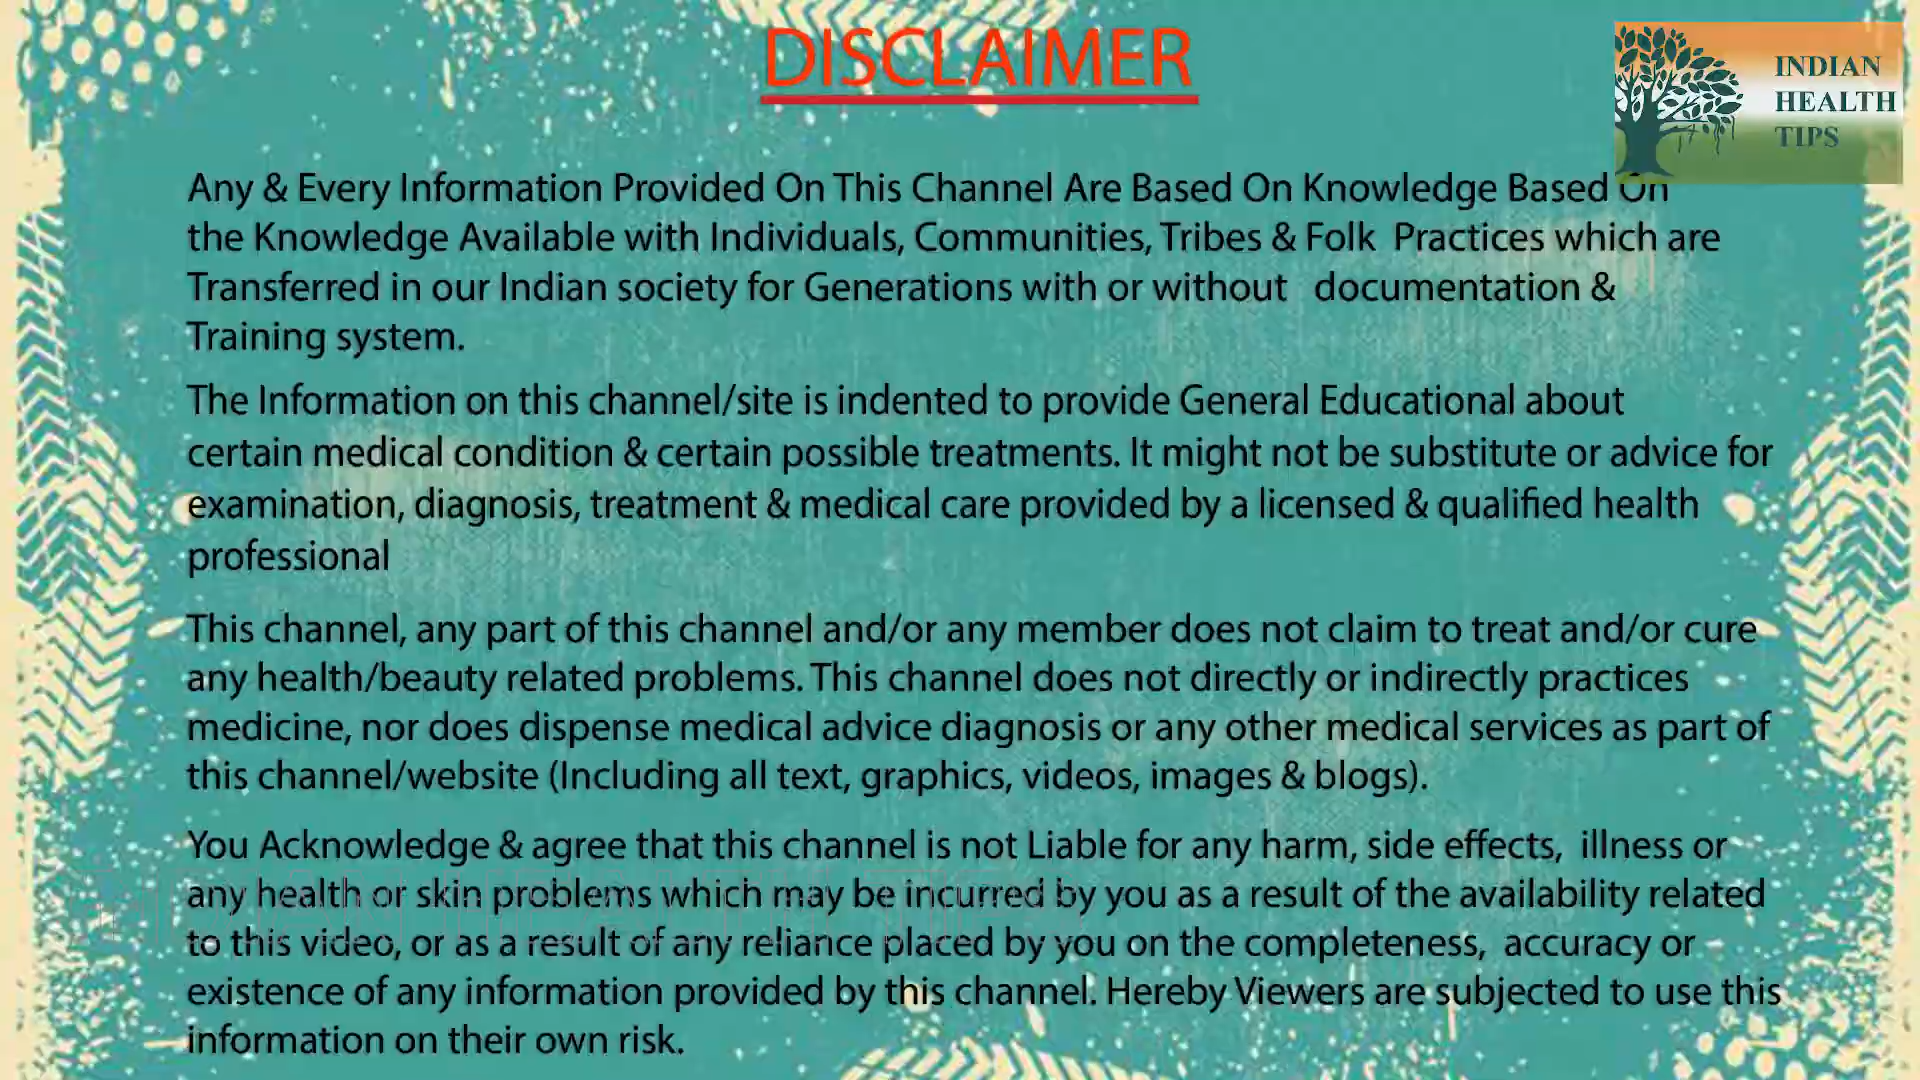 DISCLAIMER
INDIAN
HEALTH
TIPS
Any & Every Information Provided On This Channel Are Based On Knowledge Based On
the Knowledge Available with Individuals, Communities, Tribes & Folk Practices which are
Transferred in our Indian society for Generations with or without documentation &
Training system.
The Information on this channel/site is indented to provide General Educational about
certain medical condition & certain possible treatments. It might not be substitute or advice for
examination, diagnosis, treatment & medical care provided by a licensed & qualified health
professional
This channel, any part of this channel and/or any member does not claim to treat and/or cure
any health/beauty related problems. This channel does not directly or indirectly practices
medicine, nor does dispense medical advice diagnosis or any other medical services as part of
this channel/website (Including all text, graphics, videos, images & blogs).
You Acknowledge & agree that this channel is not Liable for any harm, side effects, illness or
any health or skin problems which may be incurred by you as a result of the availability related
to this video, or as a result of any reliance placed by you on the completeness, accuracy or
existence of any information provided by this channel. Hereby Viewers are subjected to use this
information on their own risk.
INDIAN HEALTH TIPS